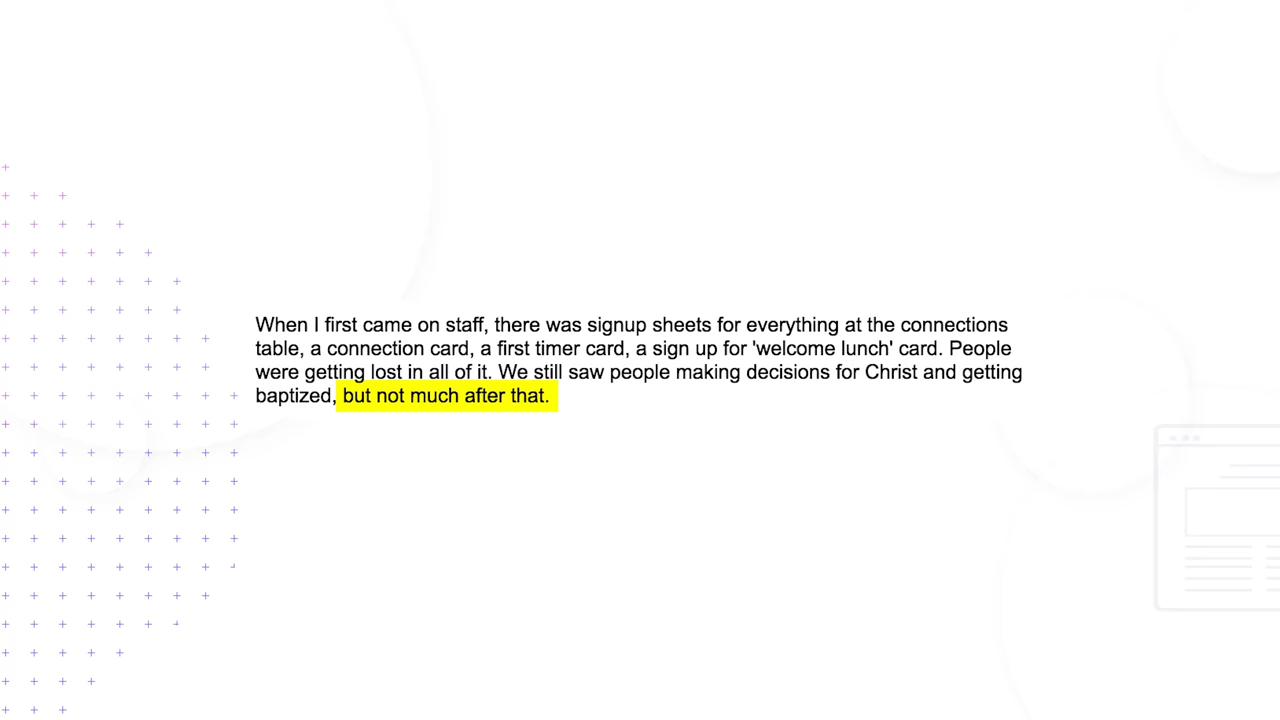 When I first came on staff, there was signup sheets for everything at the connections
table, a connection card, a first timer card, a sign up for 'welcome lunch' card. People
were getting lost in all of it. We still saw people making decisions for Christ and getting
baptized, but not much after that.